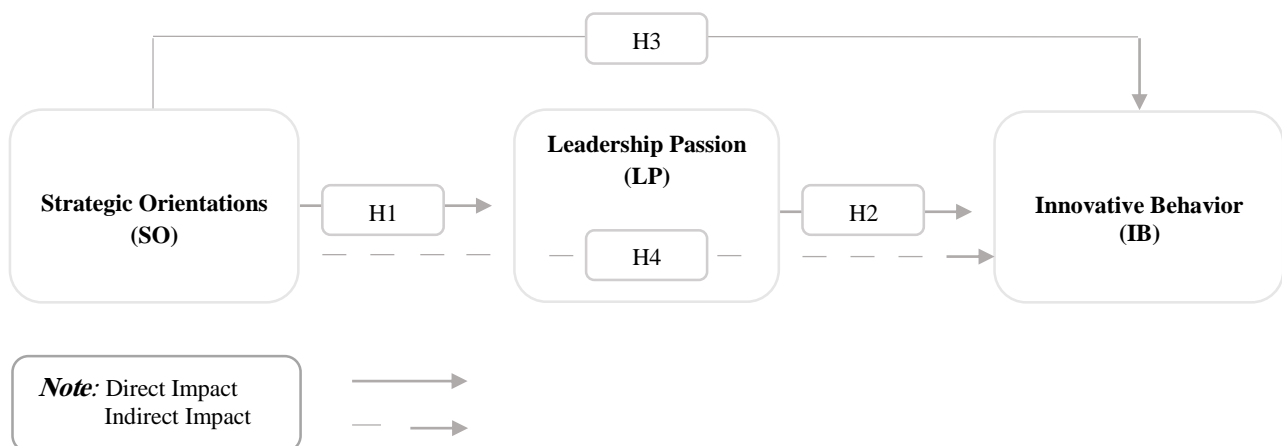 H3
Leadership Passion
(LP)
Strategic Orientations
(SO)
H1
H2
Innovative Behavior
(IB)
H4
Note: Direct Impact
Indirect Impact